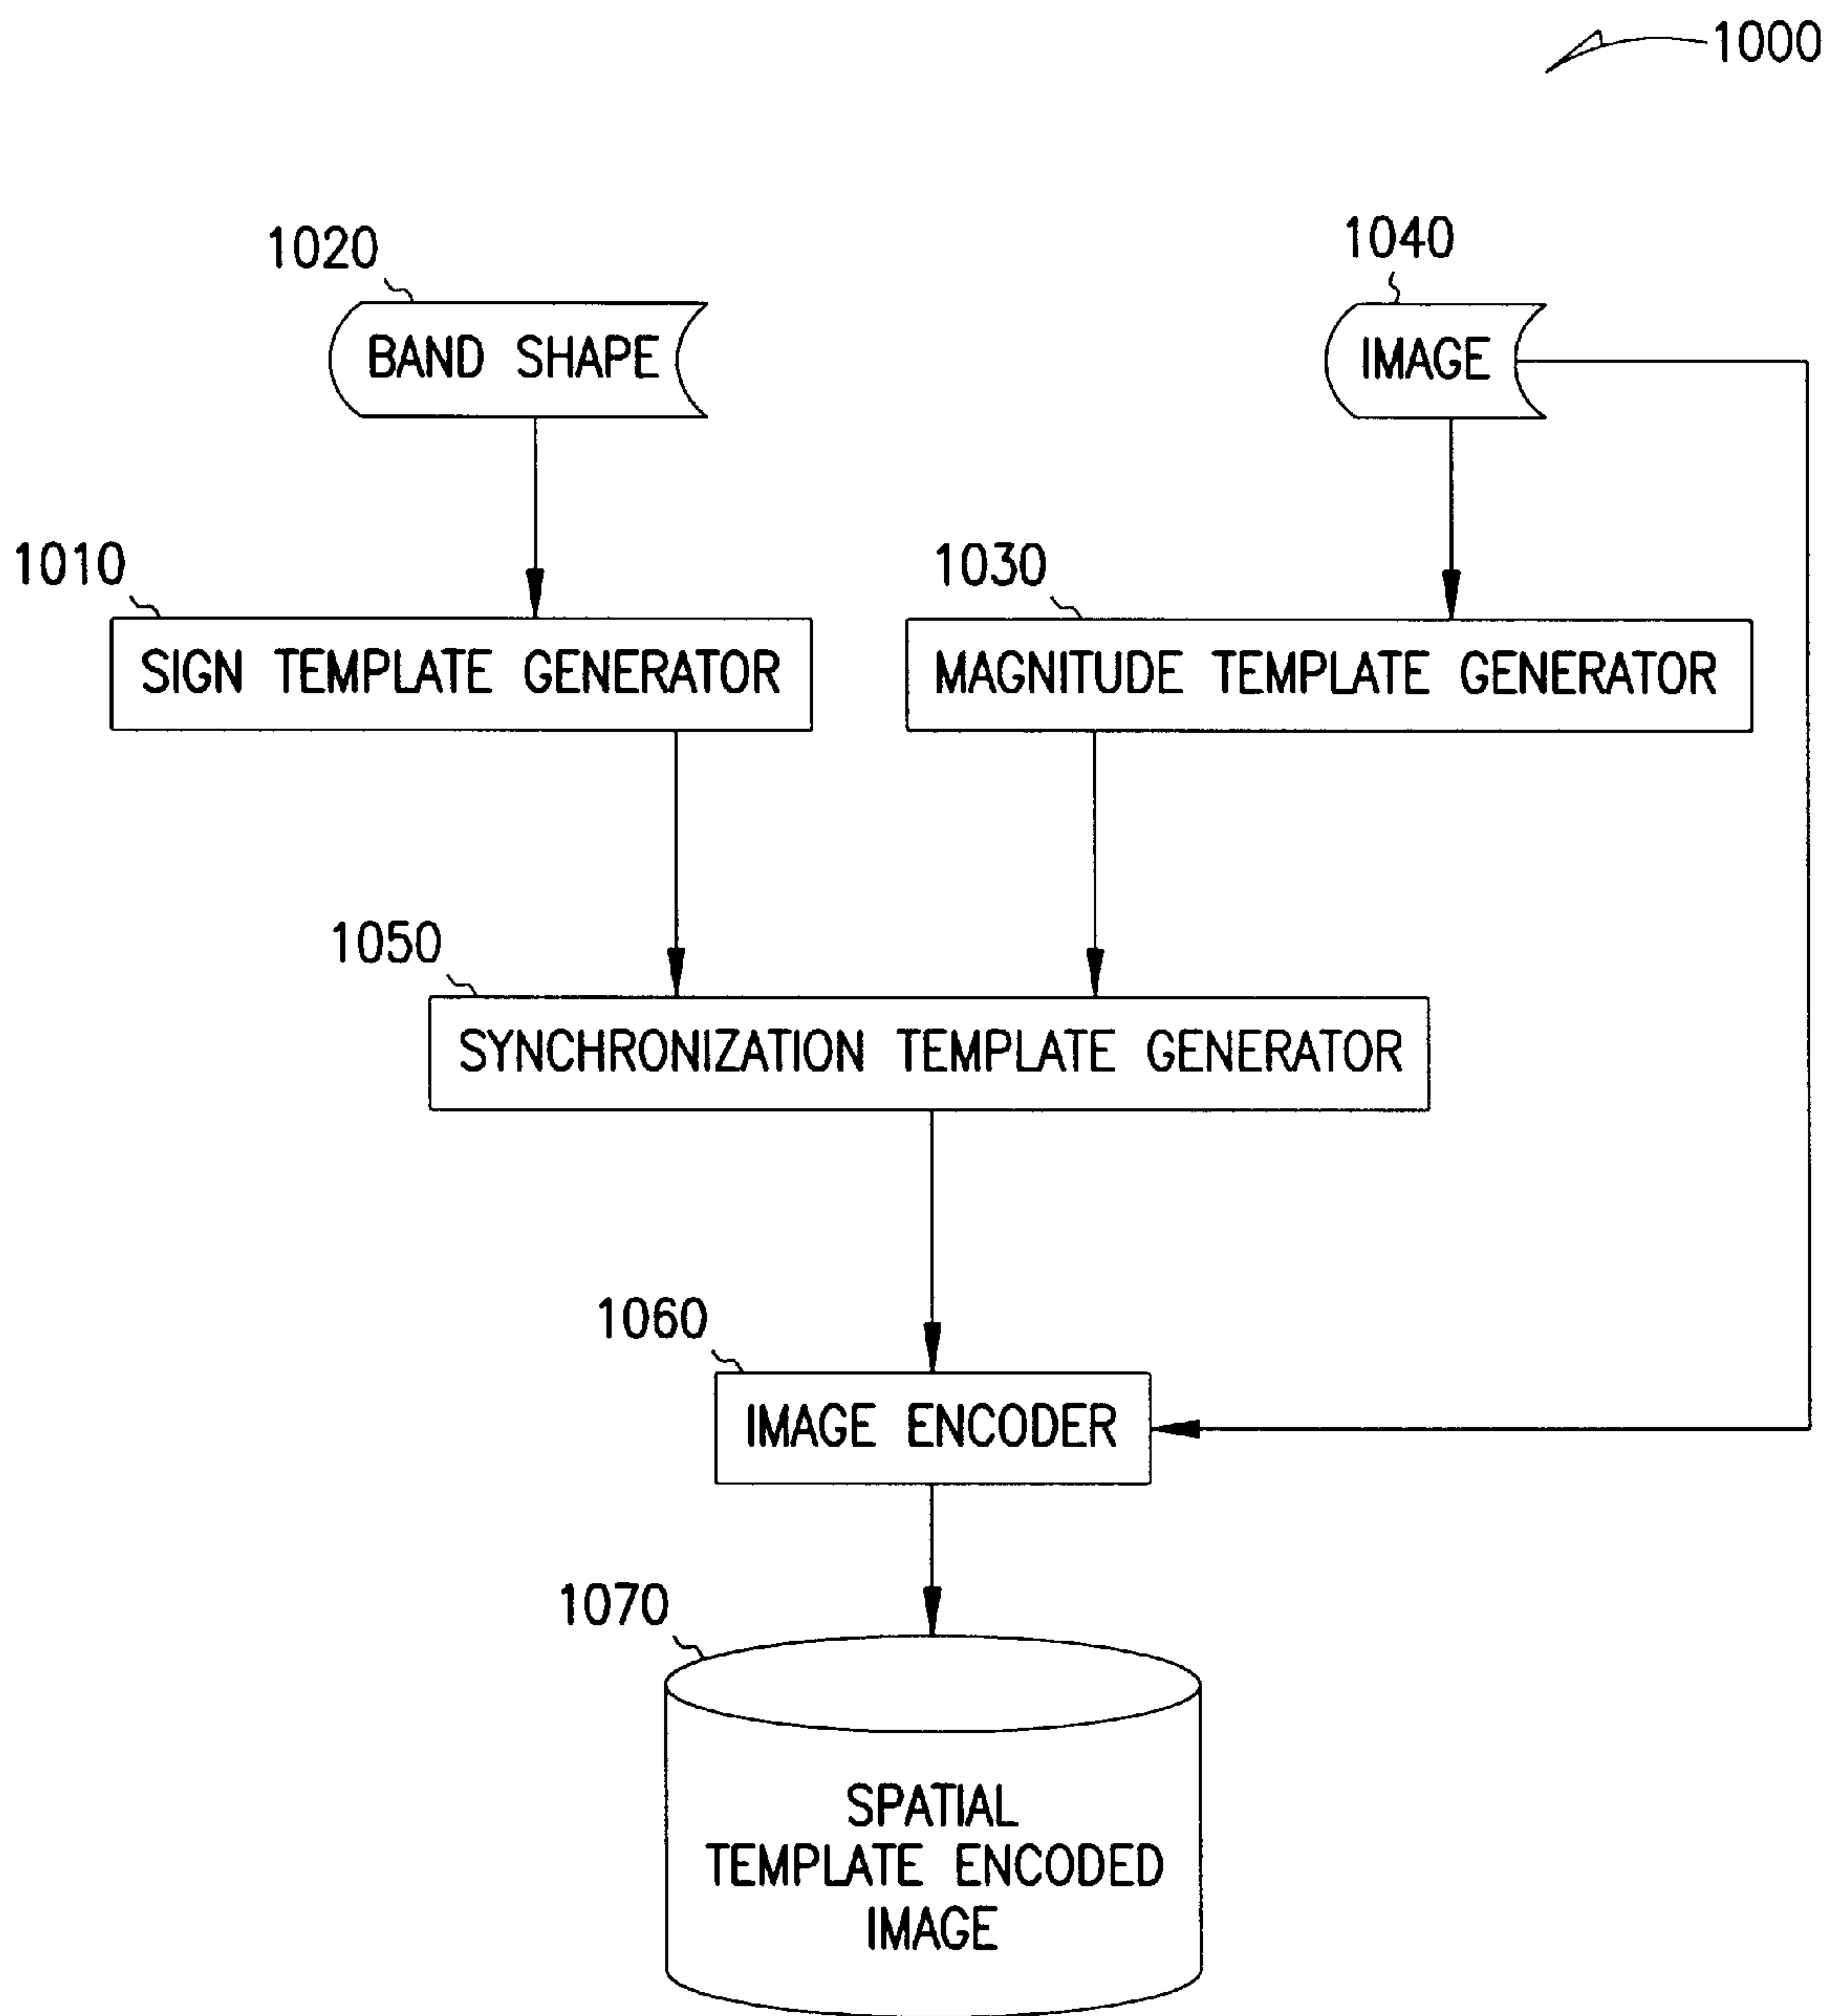 1000
1020
1040
BAND SHAPE
IMAGE
1010
1030
SIGN TEMPLATE GENERATOR
MAGNITUDE TEMPLATE GENERATOR
1050
SYNCHRONIZATION TEMPLATE GENERATOR
1060
IMAGE ENCODER
1070
SPATIAL
TEMPLATE ENCODED
IMAGE